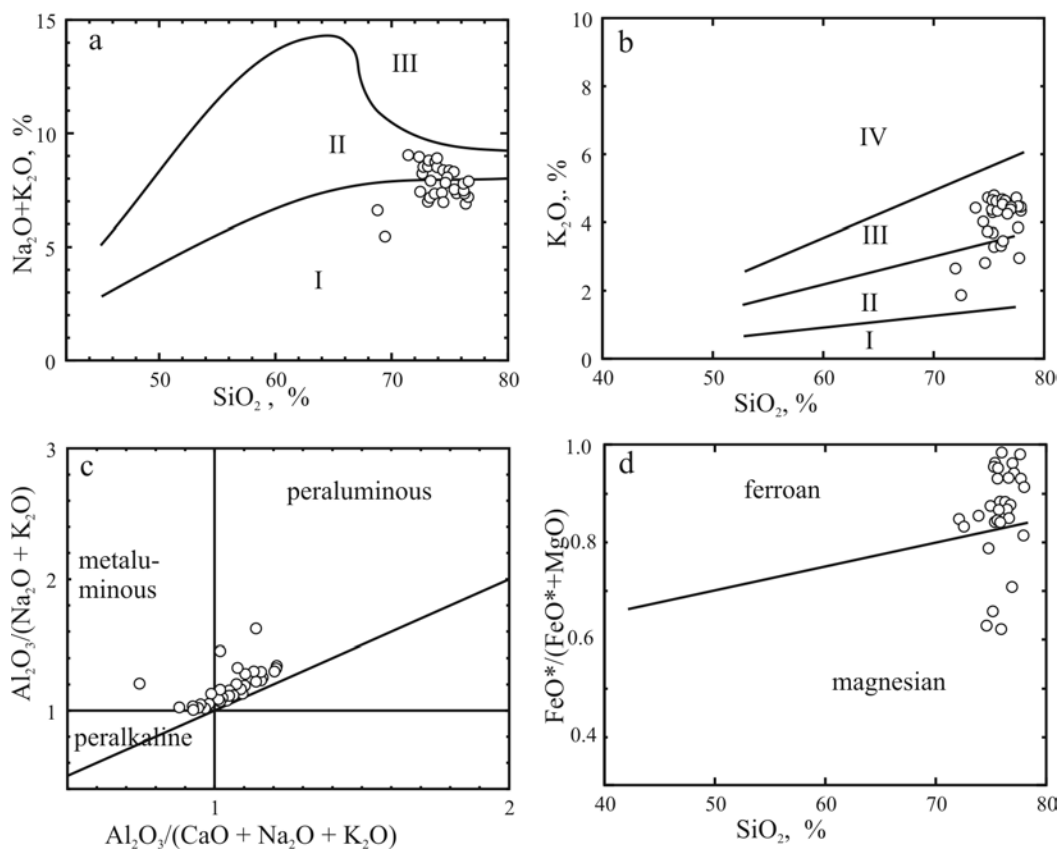 a
15
10
5
0
Na₂O+K₂O, %
III
II
I
50
60
70
80
SiO₂ , %
b
10
8
6
4
2
0
K₂O,. %
IV
III
II
I
40
50
60
70
80
SiO₂, %
c
3
2
1
Al₂O₃/(Na₂O + K₂O)
peraluminous
metalu-
minous
peralkaline
1
2
Al₂O₃/(CaO + Na₂O + K₂O)
d
1.0
0.8
0.6
0.4
FeO*/(FeO*+MgO)
ferroan
magnesian
40
50
60
70
80
SiO₂, %